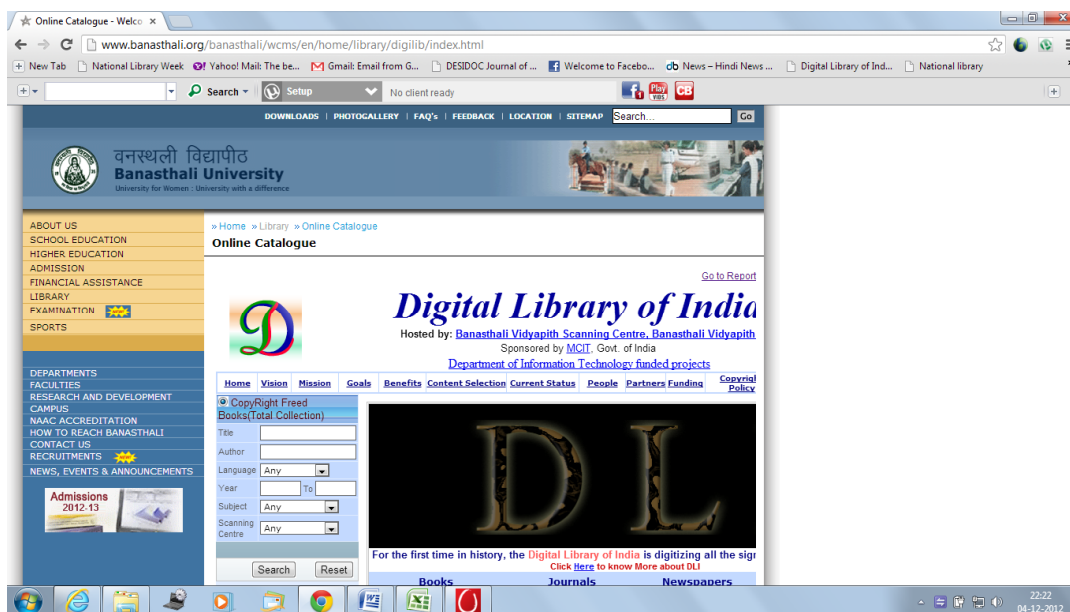 Online Catalogue - Welco
www.banasthali.org/banasthali/wcms/en/home/library/digilib/index.html
New Tab National Library Week Yahoo! Mail: The be... Gmail: Email from G... DESIDOC Journal of ... Welcome to Facebo... News – Hindi News ... Digital Library of Ind... National library
Search Setup No client ready Play VIDS CB
DOWNLOADS | PHOTOGALLERY | FAQ's | FEEDBACK | LOCATION | SITEMAP Search... Go
वनस्थली विद्यापीठ
Banasthali University
University for Women : University with a difference
ABOUT US
SCHOOL EDUCATION
HIGHER EDUCATION
ADMISSION
FINANCIAL ASSISTANCE
LIBRARY
EXAMINATION
SPORTS
DEPARTMENTS
FACULTIES
RESEARCH AND DEVELOPMENT
CAMPUS
NAAC ACCREDITATION
HOW TO REACH BANASTHALI
CONTACT US
RECRUITMENTS
NEWS, EVENTS & ANNOUNCEMENTS
Admissions
2012-13
» Home » Library » Online Catalogue
Online Catalogue
Go to Report
D
Digital Library of India
Hosted by: Banasthali Vidyapith Scanning Centre, Banasthali Vidyapith
Sponsored by MCIT, Govt. of India
Department of Information Technology funded projects
Home Vision Mission Goals Benefits Content Selection Current Status People Partners Funding Copyrigh
Policy
CopyRight Freed
Books(Total Collection)
Title
Author
Language Any
Year To
Subject Any
Scanning
Centre Any
Search Reset
DL
For the first time in history, the Digital Library of India is digitizing all the sign
Click Here to know More about DLI
Books Journals Newspapers
22:22
04-12-2012